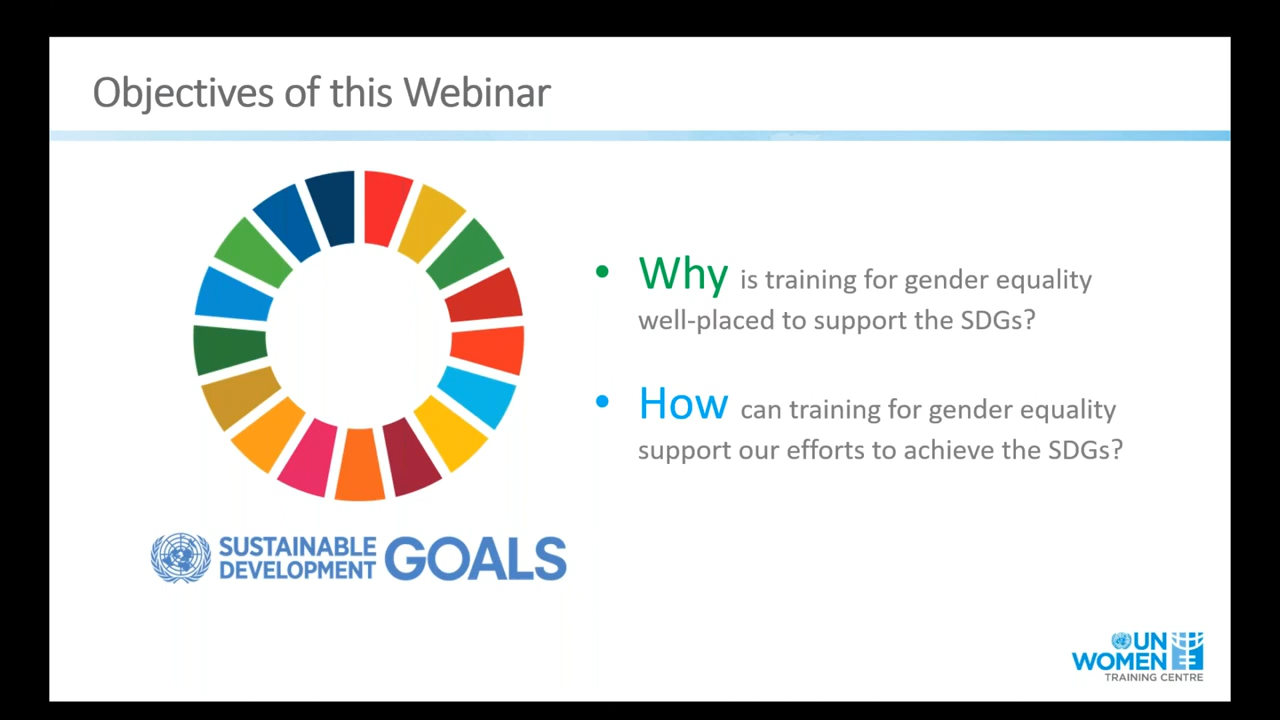 Objectives of this Webinar
• Why is training for gender equality
well-placed to support the SDGs?
• How can training for gender equality
support our efforts to achieve the SDGs?
SUSTAINABLE
DEVELOPMENT
GOALS
UN
WOMEN
TRAINING CENTRE